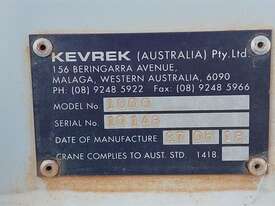 KEVREK (AUSTRALIA) Pty.Ltd.
156 BERINGARRA AVENUE,
MALAGA, WESTERN AUSTRALIA, 6090
PH: (08) 9248 5922 Fax: (08) 9248 5966
MODEL No. 1000
SERIAL No.
DATE OF MANUFACTURE
CRANE COMPLIES TO AUST. STD. 1418